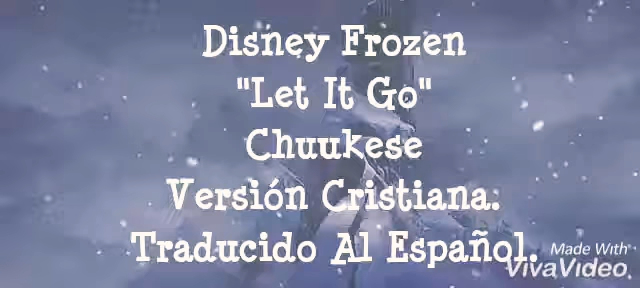 Disney Frozen
"Let It Go"
Chuukese
Versión Cristiana.
Traducido Al Español.
Made With
VivaVideo